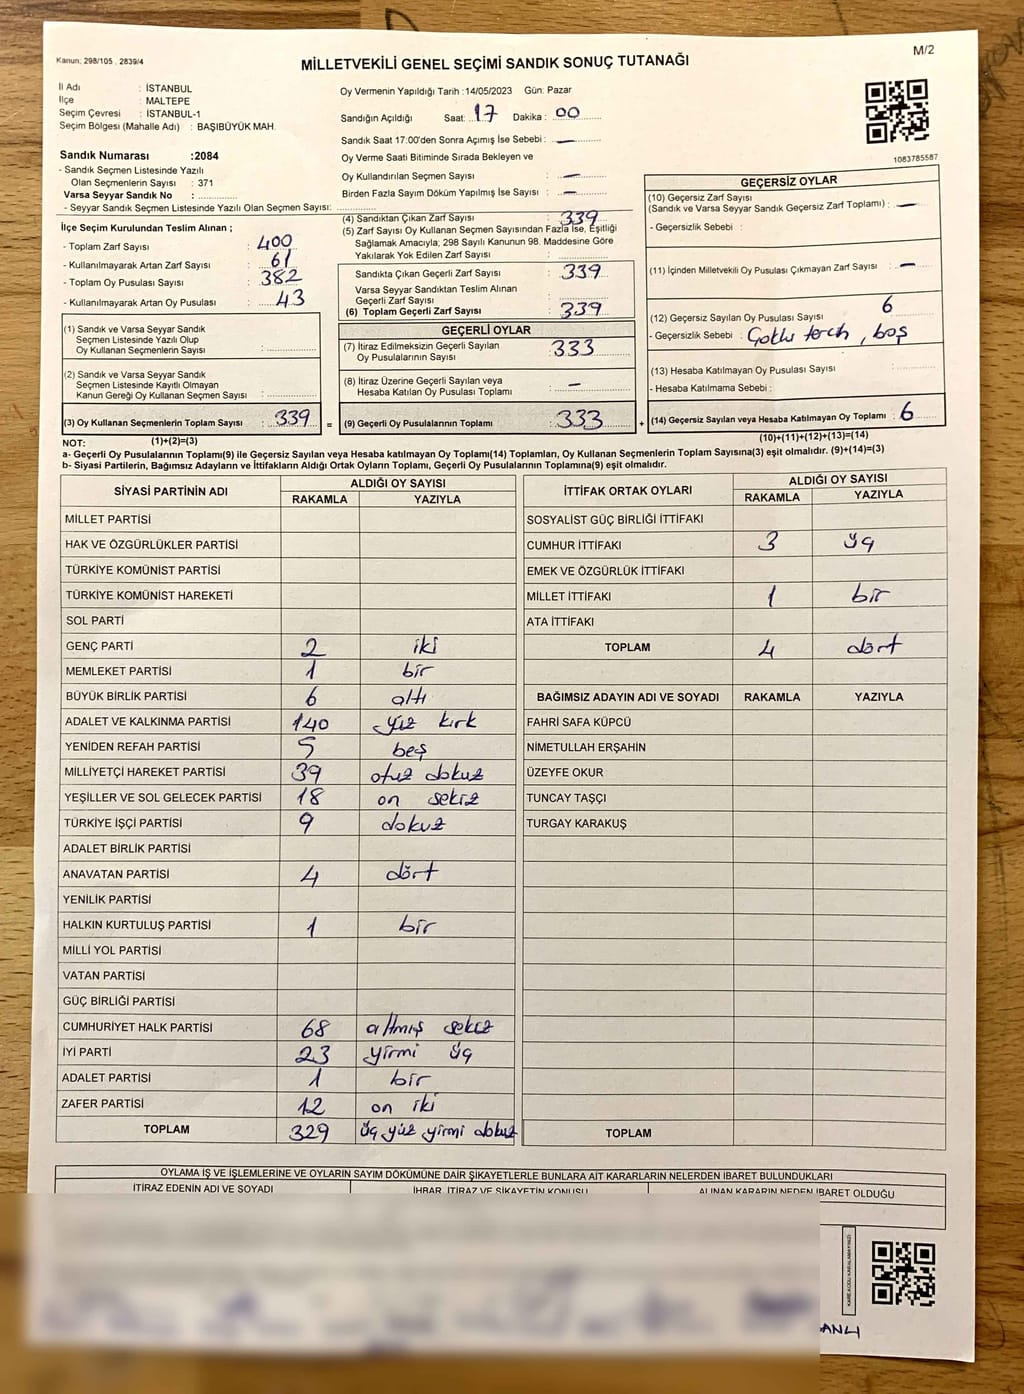 M/2
Kanun: 298/105 , 2839/4
MİLLETVEKİLİ GENEL SEÇİMİ SANDIK SONUÇ TUTANAĞI
İl Adı : İSTANBUL
İlçe : MALTEPE
Seçim Çevresi : İSTANBUL-1
Seçim Bölgesi (Mahalle Adı) : BAŞIBÜYÜK MAH.
Sandık Numarası :2084
- Sandık Seçmen Listesinde Yazılı
Olan Seçmenlerin Sayısı : 371
Varsa Seyyar Sandık No :
- Seyyar Sandık Seçmen Listesinde Yazılı Olan Seçmen Sayısı:
Oy Vermenin Yapıldığı Tarih :14/05/2023 Gün: Pazar
Sandığın Açıldığı Saat: 17 Dakika: 00
Sandık Saat 17:00'den Sonra Açımış İse Sebebi : —
Oy Verme Saati Bitiminde Sırada Bekleyen ve
Oy Kullandırılan Seçmen Sayısı : —
Birden Fazla Sayım Döküm Yapılmış İse Sayısı : —
1083785587
İlçe Seçim Kurulundan Teslim Alınan ;
- Toplam Zarf Sayısı : 400
- Kullanılmayarak Artan Zarf Sayısı : 61
- Toplam Oy Pusulası Sayısı : 382
- Kullanılmayarak Artan Oy Pusulası : 43
(1) Sandık ve Varsa Seyyar Sandık
Seçmen Listesinde Yazılı Olup
Oy Kullanan Seçmenlerin Sayısı :
(2) Sandık ve Varsa Seyyar Sandık
Seçmen Listesinde Kayıtlı Olmayan
Kanun Gereği Oy Kullanan Seçmen Sayısı :
(3) Oy Kullanan Seçmenlerin Toplam Sayısı : 339 =
(4) Sandıktan Çıkan Zarf Sayısı : 339
(5) Zarf Sayısı Oy Kullanan Seçmen Sayısından Fazla İse, Eşitliği
Sağlamak Amacıyla; 298 Sayılı Kanunun 98. Maddesine Göre
Yakılarak Yok Edilen Zarf Sayısı :
Sandıkta Çıkan Geçerli Zarf Sayısı : 339
Varsa Seyyar Sandıktan Teslim Alınan
Geçerli Zarf Sayısı :
(6) Toplam Geçerli Zarf Sayısı : 339
GEÇERLİ OYLAR
(7) İtiraz Edilmeksizin Geçerli Sayılan
Oy Pusulalarının Sayısı : 333
(8) İtiraz Üzerine Geçerli Sayılan veya
Hesaba Katılan Oy Pusulası Toplamı : —
(9) Geçerli Oy Pusulalarının Toplamı : 333 +
GEÇERSİZ OYLAR
(10) Geçersiz Zarf Sayısı
(Sandık ve Varsa Seyyar Sandık Geçersiz Zarf Toplamı) : —
- Geçersizlik Sebebi :
(11) İçinden Milletvekili Oy Pusulası Çıkmayan Zarf Sayısı : —
(12) Geçersiz Sayılan Oy Pusulası Sayısı : 6
- Geçersizlik Sebebi : Çoklu tercih, boş
(13) Hesaba Katılmayan Oy Pusulası Sayısı :
- Hesaba Katılmama Sebebi :
(14) Geçersiz Sayılan veya Hesaba Katılmayan Oy Toplamı : 6
NOT: (1)+(2)=(3) (10)+(11)+(12)+(13)=(14)
a- Geçerli Oy Pusulalarının Toplamı(9) ile Geçersiz Sayılan veya Hesaba katılmayan Oy Toplamı(14) Toplamları, Oy Kullanan Seçmenlerin Toplam Sayısına(3) eşit olmalıdır. (9)+(14)=(3)
b- Siyasi Partilerin, Bağımsız Adayların ve İttifakların Aldığı Ortak Oyların Toplamı, Geçerli Oy Pusulalarının Toplamına(9) eşit olmalıdır.
SİYASİ PARTİNİN ADI ALDIĞI OY SAYISI
RAKAMLA YAZIYLA
MİLLET PARTİSİ
HAK VE ÖZGÜRLÜKLER PARTİSİ
TÜRKİYE KOMÜNİST PARTİSİ
TÜRKİYE KOMÜNİST HAREKETİ
SOL PARTİ
GENÇ PARTİ 2 iki
MEMLEKET PARTİSİ 1 bir
BÜYÜK BİRLİK PARTİSİ 6 altı
ADALET VE KALKINMA PARTİSİ 140 yüz kırk
YENİDEN REFAH PARTİSİ 5 beş
MİLLİYETÇİ HAREKET PARTİSİ 39 otuz dokuz
YEŞİLLER VE SOL GELECEK PARTİSİ 18 on sekiz
TÜRKİYE İŞÇİ PARTİSİ 9 dokuz
ADALET BİRLİK PARTİSİ
ANAVATAN PARTİSİ 4 dört
YENİLİK PARTİSİ
HALKIN KURTULUŞ PARTİSİ 1 bir
MİLLİ YOL PARTİSİ
VATAN PARTİSİ
GÜÇ BİRLİĞİ PARTİSİ
CUMHURİYET HALK PARTİSİ 68 altmış sekiz
İYİ PARTİ 23 yirmi üç
ADALET PARTİSİ 1 bir
ZAFER PARTİSİ 12 on iki
TOPLAM 329 üç yüz yirmi dokuz
İTTİFAK ORTAK OYLARI ALDIĞI OY SAYISI
RAKAMLA YAZIYLA
SOSYALİST GÜÇ BİRLİĞİ İTTİFAKI
CUMHUR İTTİFAKI 3 üç
EMEK VE ÖZGÜRLÜK İTTİFAKI
MİLLET İTTİFAKI 1 bir
ATA İTTİFAKI
TOPLAM 4 dört
BAĞIMSIZ ADAYIN ADI VE SOYADI RAKAMLA YAZIYLA
FAHRİ SAFA KÜPCÜ
NİMETULLAH ERŞAHİN
ÜZEYFE OKUR
TUNCAY TAŞÇI
TURGAY KARAKUŞ
TOPLAM
OYLAMA İŞ VE İŞLEMLERİNE VE OYLARIN SAYIM DÖKÜMÜNE DAİR ŞİKAYETLERLE BUNLARA AİT KARARLARIN NELERDEN İBARET BULUNDUKLARI
İTİRAZ EDENİN ADI VE SOYADI İHBAR, İTİRAZ VE ŞİKAYETİN KONUSU ALINAN KARARIN NEDEN İBARET OLDUĞU